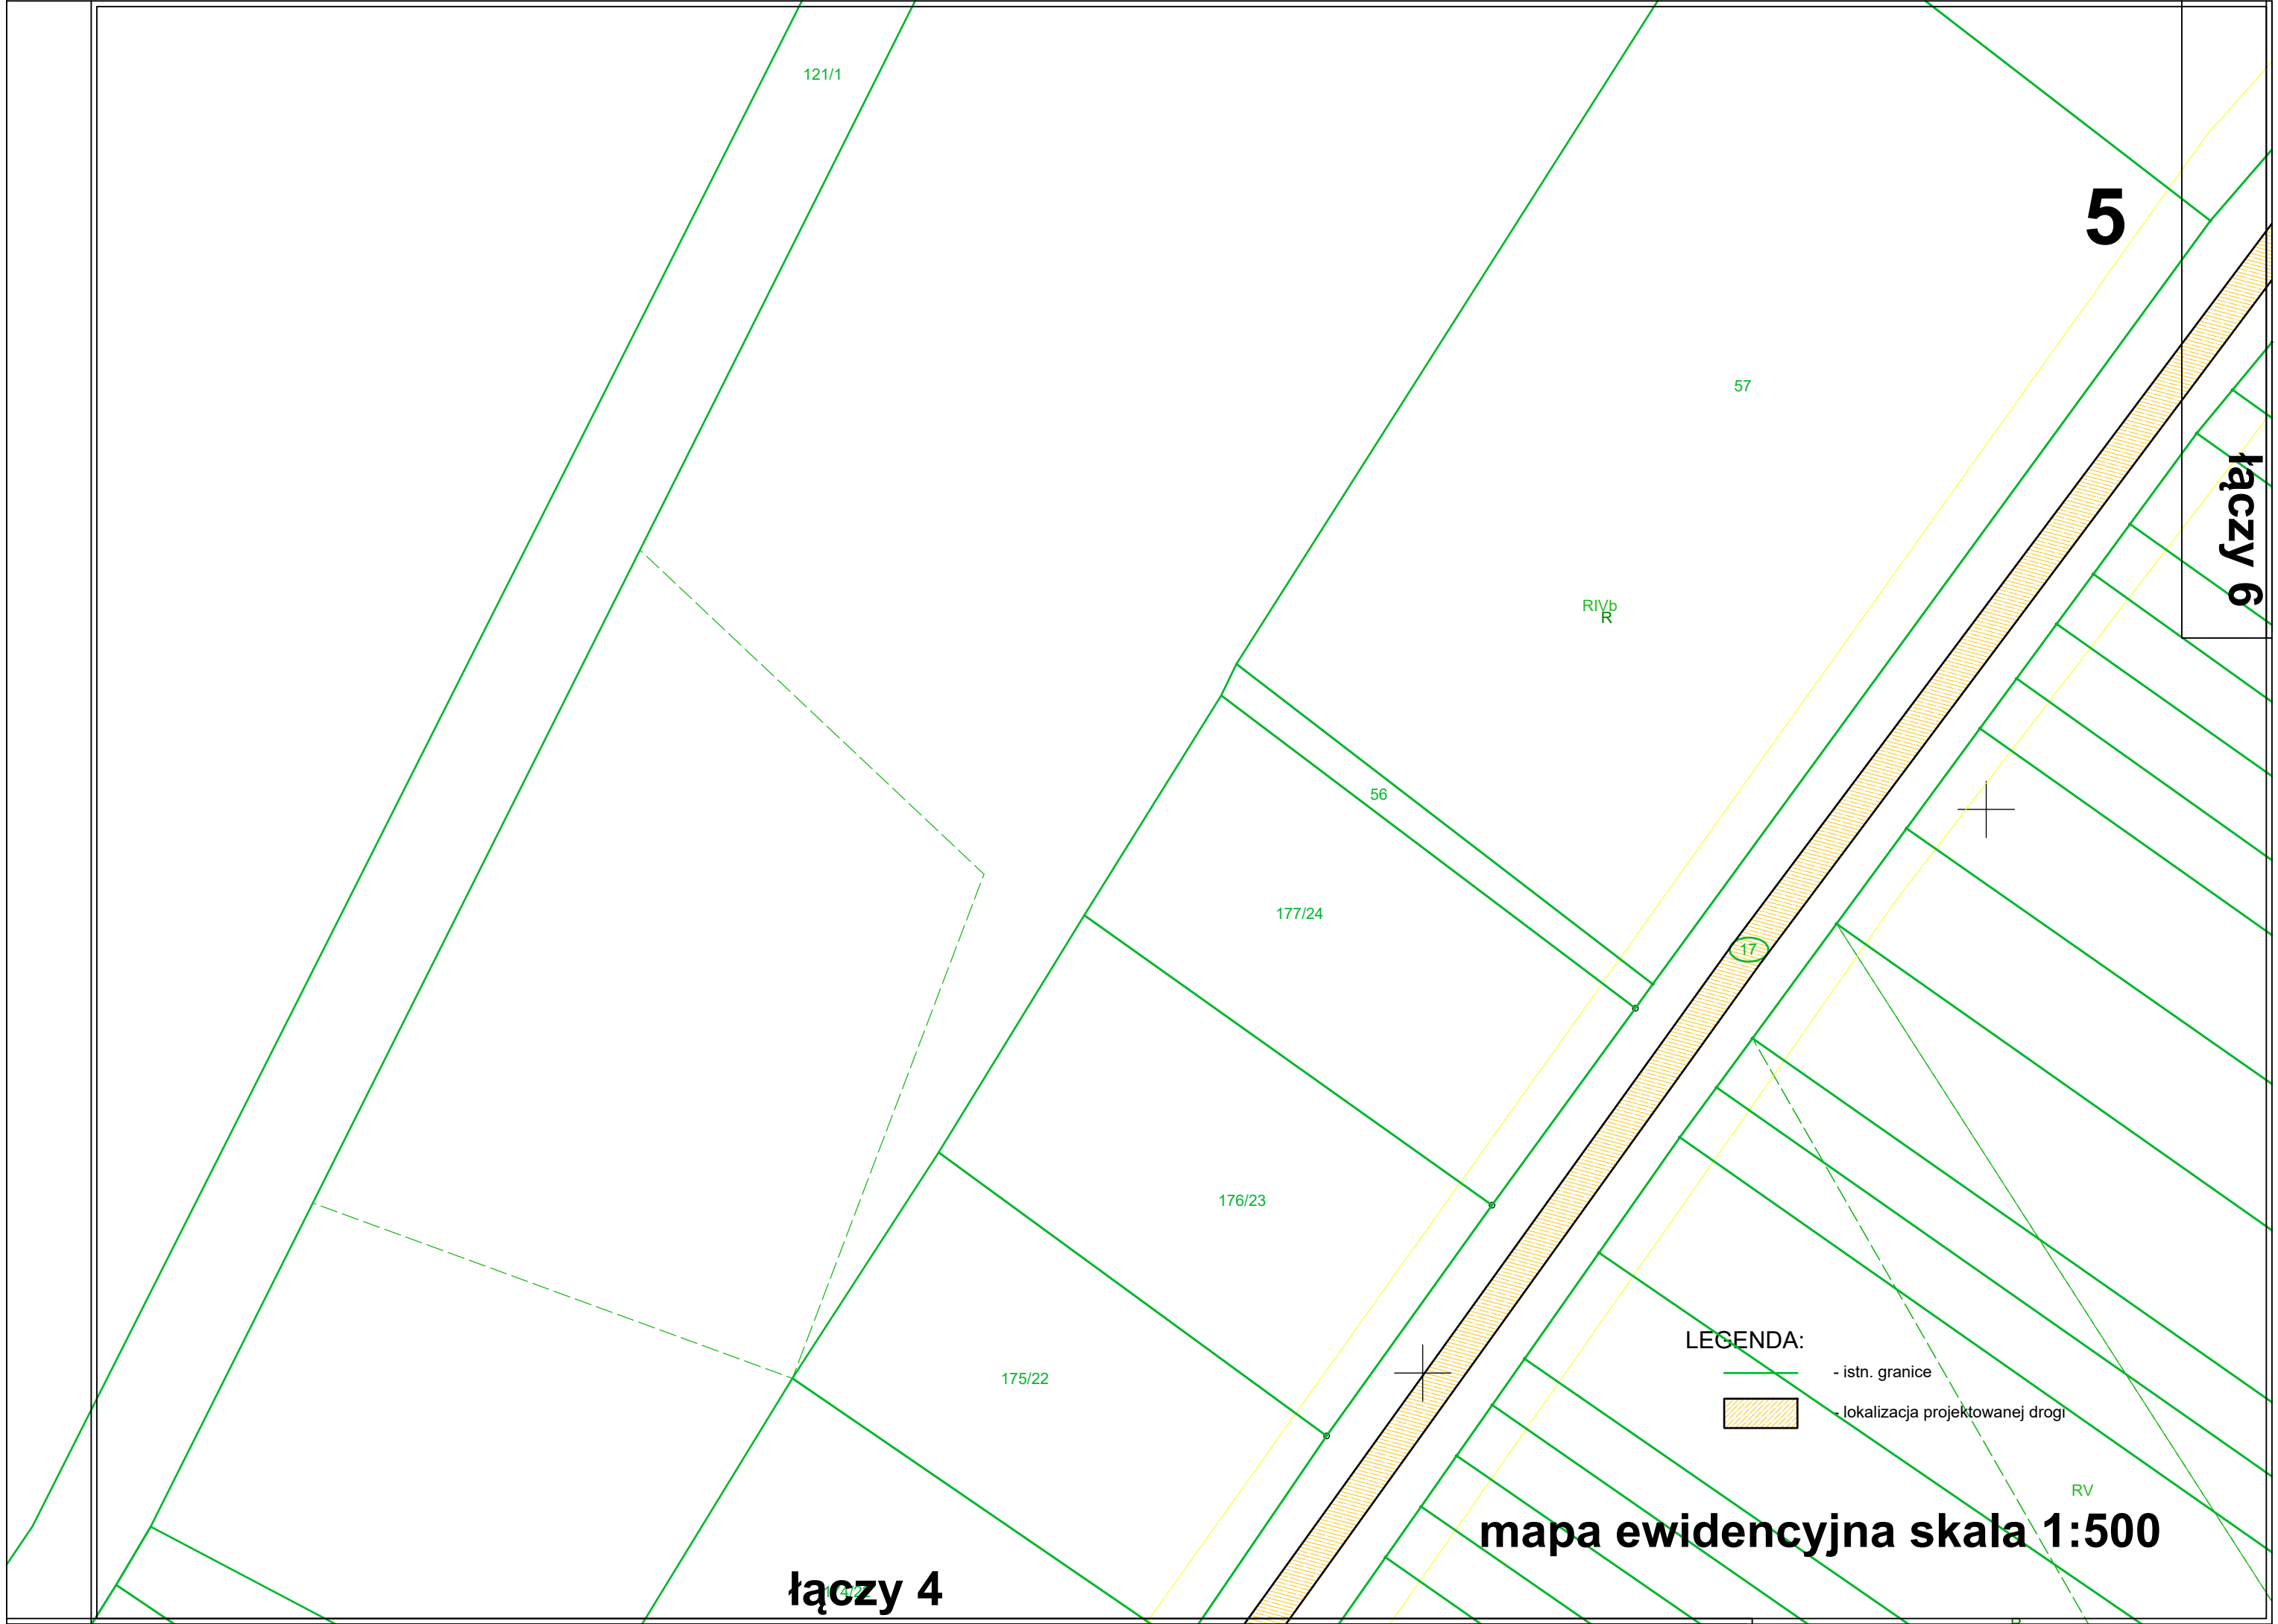 121/1
5
57
łączy 6
RIVb
R
56
177/24
17
176/23
LEGENDA:
- istn. granice
175/22
- lokalizacja projektowanej drogi
RV
mapa ewidencyjna skala 1:500
łączy 4